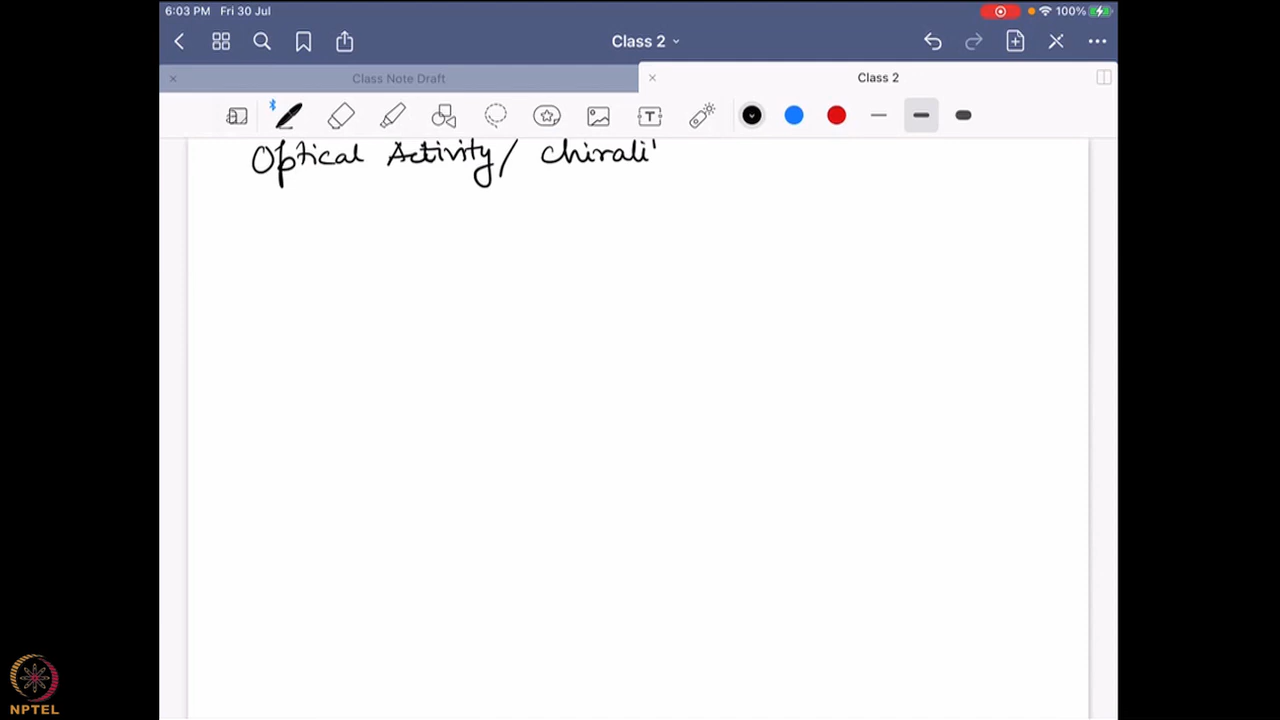 6:03 PM Fri 30 Jul 100%
Class 2
Class Note Draft Class 2
Optical Activity/ chirali'
NPTEL